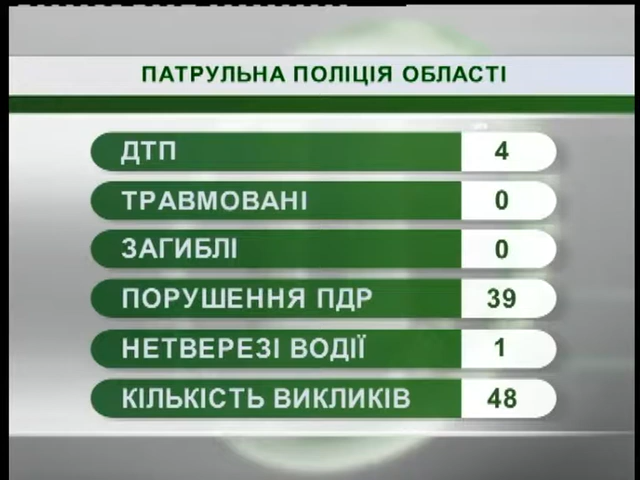 ПАТРУЛЬНА ПОЛІЦІЯ ОБЛАСТІ
ДТП 4
ТРАВМОВАНІ 0
ЗАГИБЛІ 0
ПОРУШЕННЯ ПДР 39
НЕТВЕРЕЗІ ВОДІЇ 1
КІЛЬКІСТЬ ВИКЛИКІВ 48